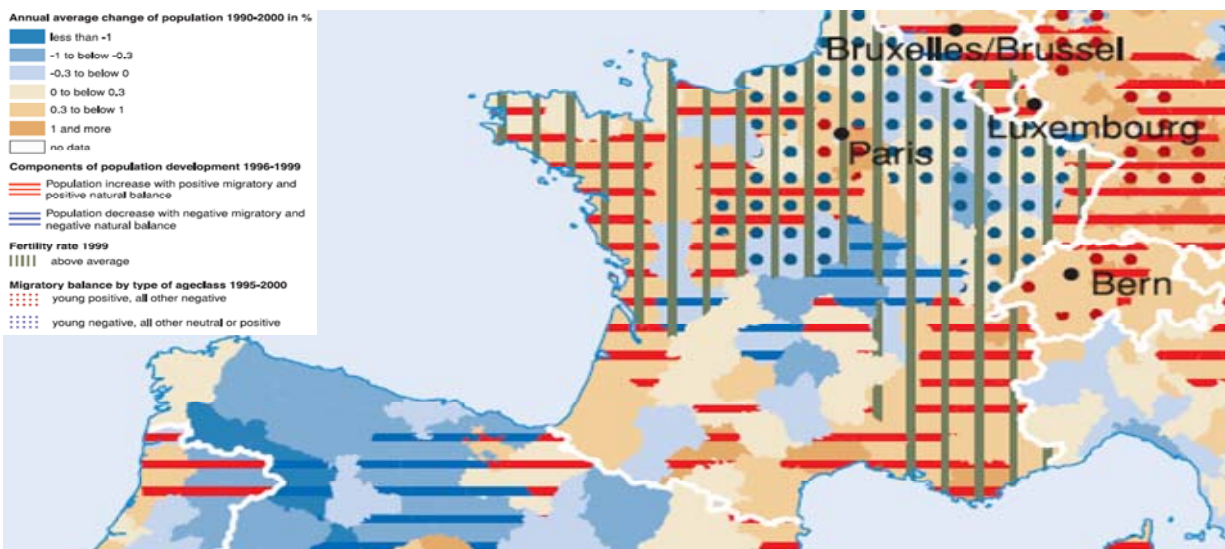 Annual average change of population 1990-2000 in %
less than -1
-1 to below -0.3
-0.3 to below 0
0 to below 0.3
0.3 to below 1
1 and more
no data
Components of population development 1996-1999
Population increase with positive migratory and
positive natural balance
Population decrease with negative migratory and
negative natural balance
Fertility rate 1999
above average
Migratory balance by type of ageclass 1995-2000
young positive, all other negative
young negative, all other neutral or positive
Bruxelles/Brussel
Luxembourg
Paris
Bern